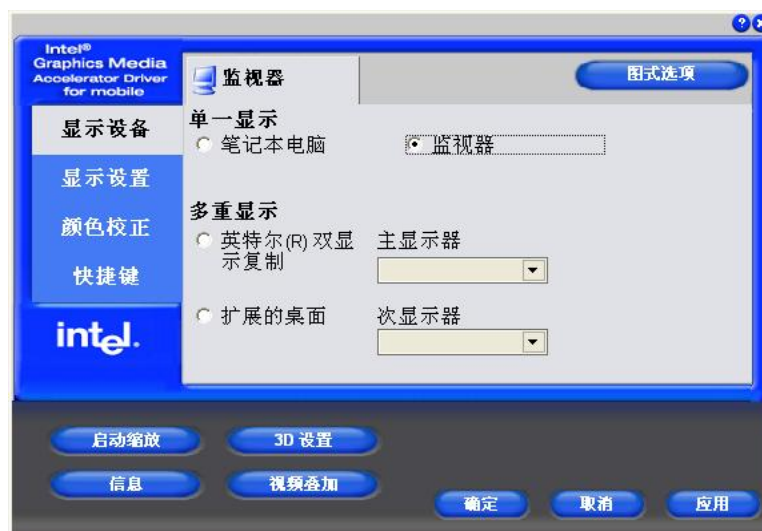 Intel®
Graphics Media
Accelerator Driver
for mobile
监视器
图式选项
显示设备
显示设置
颜色校正
快捷键
intel.
单一显示
笔记本电脑
监视器
多重显示
英特尔(R) 双显
示复制
主显示器
扩展的桌面
次显示器
启动缩放
3D 设置
信息
视频叠加
确定
取消
应用